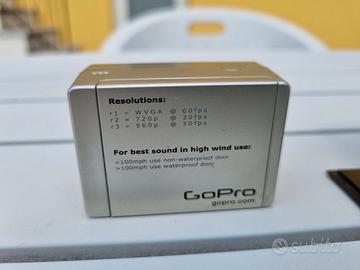 Resolutions:
r1 = WVGA @ 60fps
r2 = 720p @ 30fps
r3 = 960p @ 30fps
For best sound in high wind use:
<100mph use non-waterproof door
>100mph use waterproof door
GoPro
gopro.com
subito